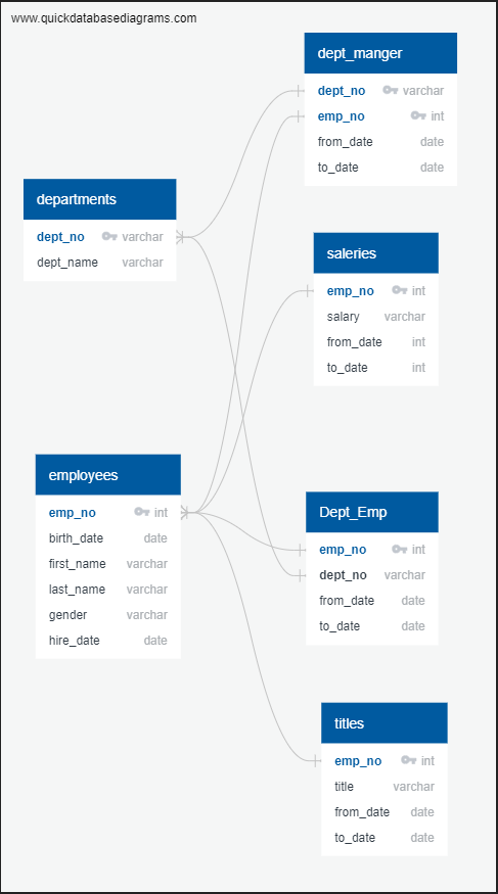 www.quickdatabasediagrams.com
dept_manger
dept_no varchar
emp_no int
from_date date
to_date date
departments
dept_no varchar
dept_name varchar
saleries
emp_no int
salary varchar
from_date int
to_date int
employees
emp_no int
birth_date date
first_name varchar
last_name varchar
gender varchar
hire_date date
Dept_Emp
emp_no int
dept_no varchar
from_date date
to_date date
titles
emp_no int
title varchar
from_date date
to_date date